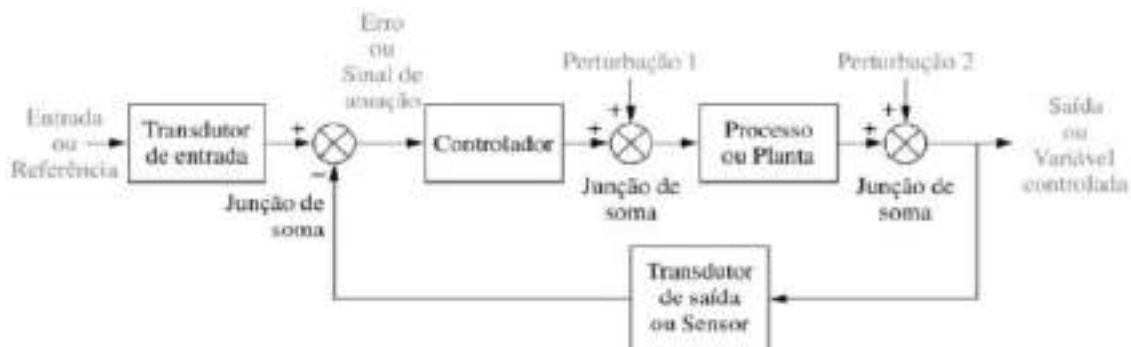 Erro
ou
Sinal de
atuação
Perturbação 1
Perturbação 2
Entrada
ou
Referência
Transdutor
de entrada
+
−
Junção de
soma
Controlador
+
+
Junção de
soma
Processo
ou Planta
+
+
Junção de
soma
Saída
ou
Variável
controlada
Transdutor
de saída
ou Sensor